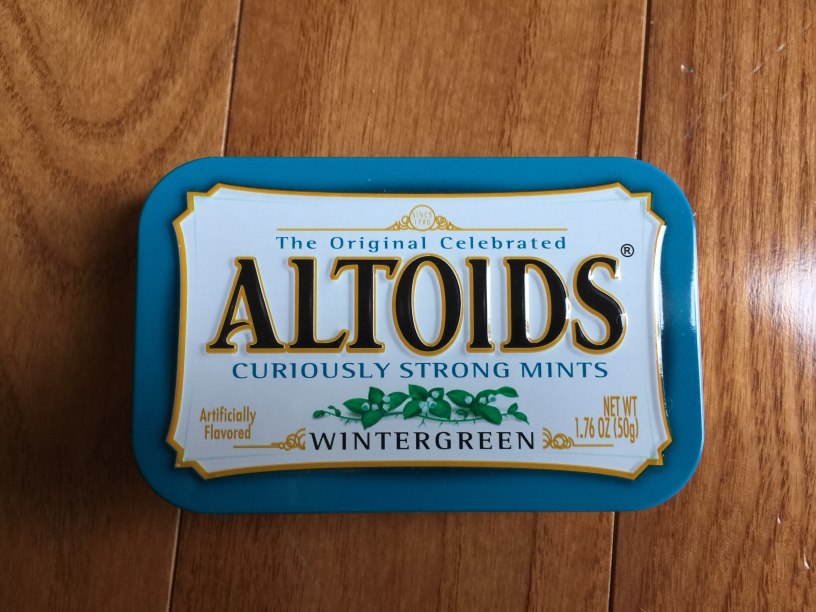 SINCE
1780
The Original Celebrated
ALTOIDS®
CURIOUSLY STRONG MINTS
Artificially
Flavored
WINTERGREEN
NET WT
1.76 OZ (50g)